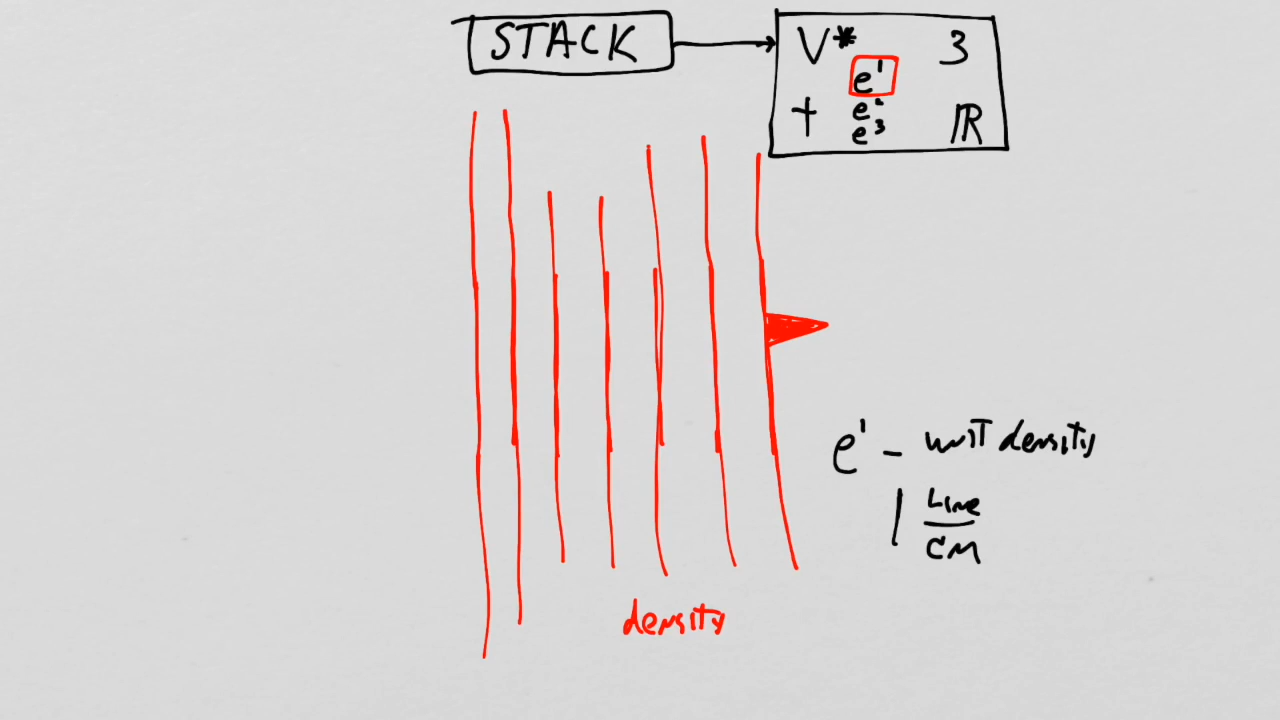 STACK
V* 3
e¹
+ e² ℝ
e³
e¹ - unit density
1 Line
cm
density